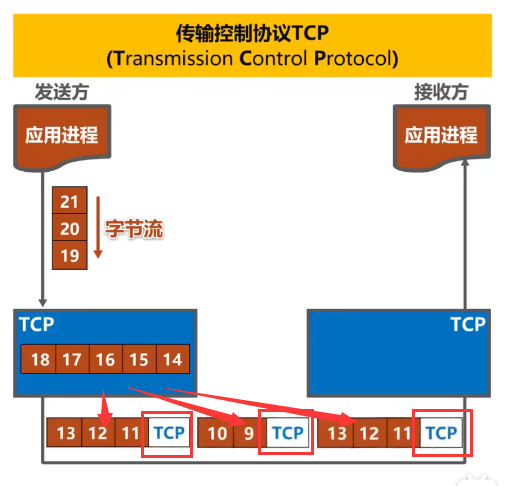 传输控制协议TCP
(Transmission Control Protocol)
发送方
接收方
应用进程
应用进程
21
20
19
字节流
TCP
TCP
18 17 16 15 14
13 12 11 TCP 10 9 TCP 13 12 11 TCP